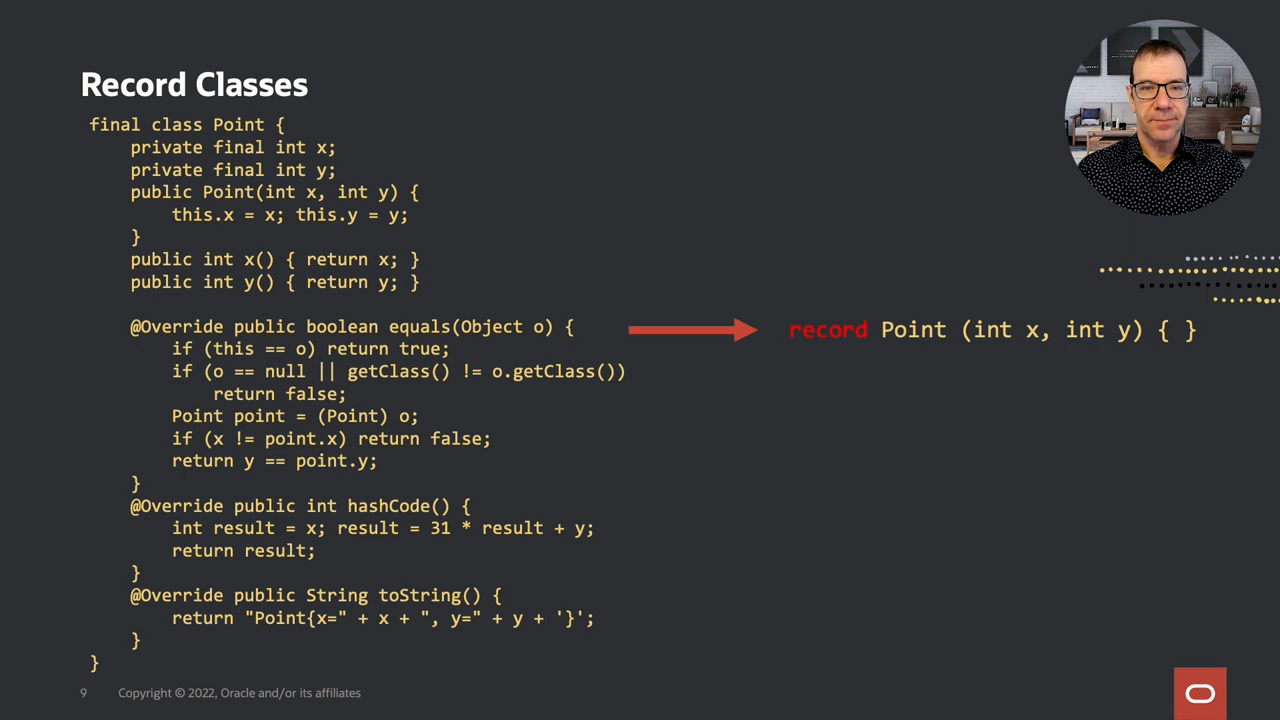 Record Classes
final class Point {
    private final int x;
    private final int y;
    public Point(int x, int y) {
        this.x = x; this.y = y;
    }
    public int x() { return x; }
    public int y() { return y; }
    @Override public boolean equals(Object o) {
        if (this == o) return true;
        if (o == null || getClass() != o.getClass())
            return false;
        Point point = (Point) o;
        if (x != point.x) return false;
        return y == point.y;
    }
    @Override public int hashCode() {
        int result = x; result = 31 * result + y;
        return result;
    }
    @Override public String toString() {
        return "Point{x=" + x + ", y=" + y + '}';
    }
}
record Point (int x, int y) { }
9 Copyright © 2022, Oracle and/or its affiliates